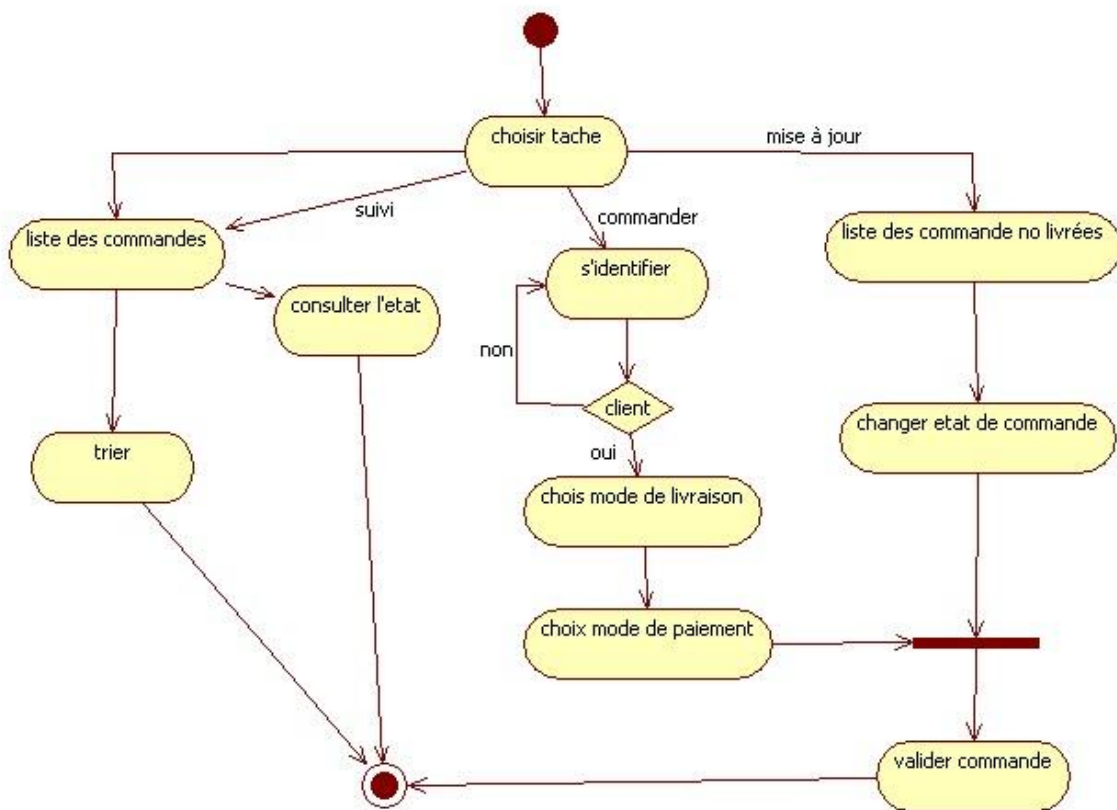 choisir tache
mise à jour
suivi
commander
liste des commandes
liste des commande no livrées
s'identifier
consulter l'etat
non
client
changer etat de commande
trier
oui
chois mode de livraison
choix mode de paiement
valider commande